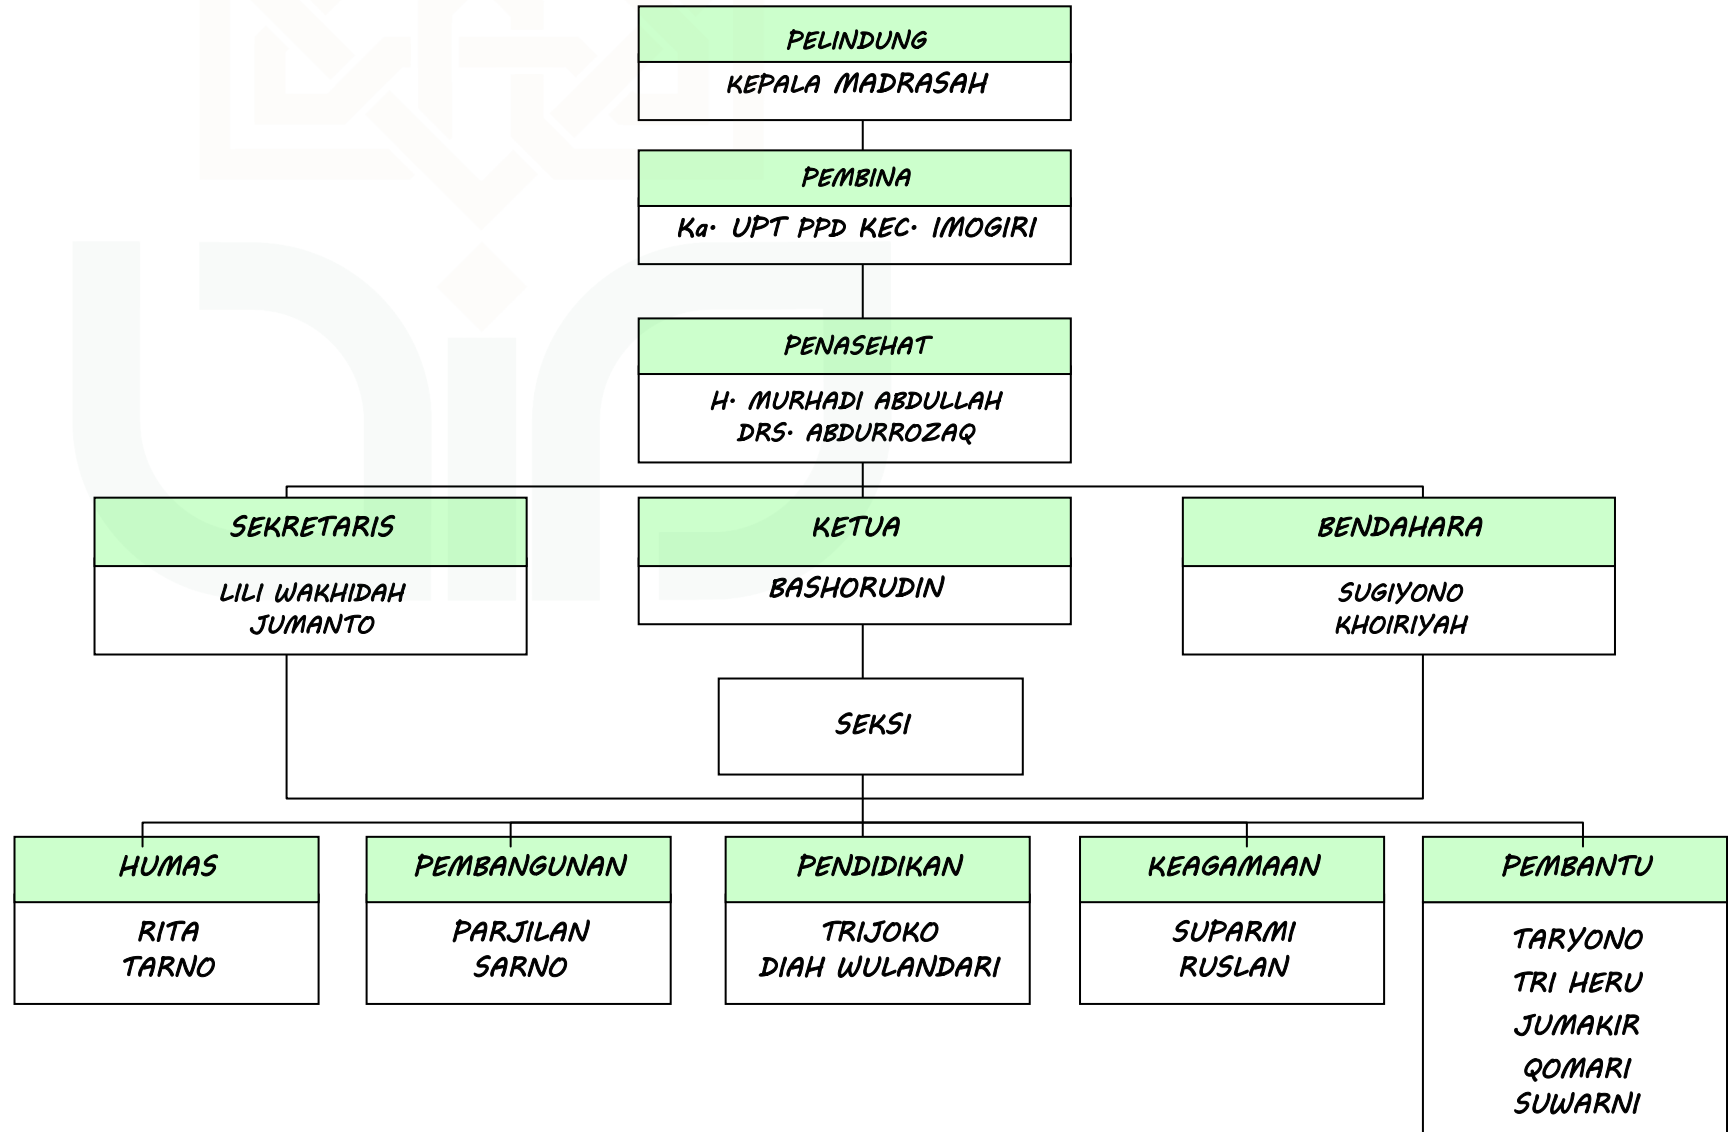 PELINDUNG
KEPALA MADRASAH
PEMBINA
Ka. UPT PPD KEC. IMOGIRI
PENASEHAT
H. MURHADI ABDULLAH
DRS. ABDURROZAQ
SEKRETARIS
LILI WAKHIDAH
JUMANTO
KETUA
BASHORUDIN
BENDAHARA
SUGIYONO
KHOIRIYAH
SEKSI
HUMAS
RITA
TARNO
PEMBANGUNAN
PARJILAN
SARNO
PENDIDIKAN
TRIJOKO
DIAH WULANDARI
KEAGAMAAN
SUPARMI
RUSLAN
PEMBANTU
TARYONO
TRI HERU
JUMAKIR
QOMARI
SUWARNI